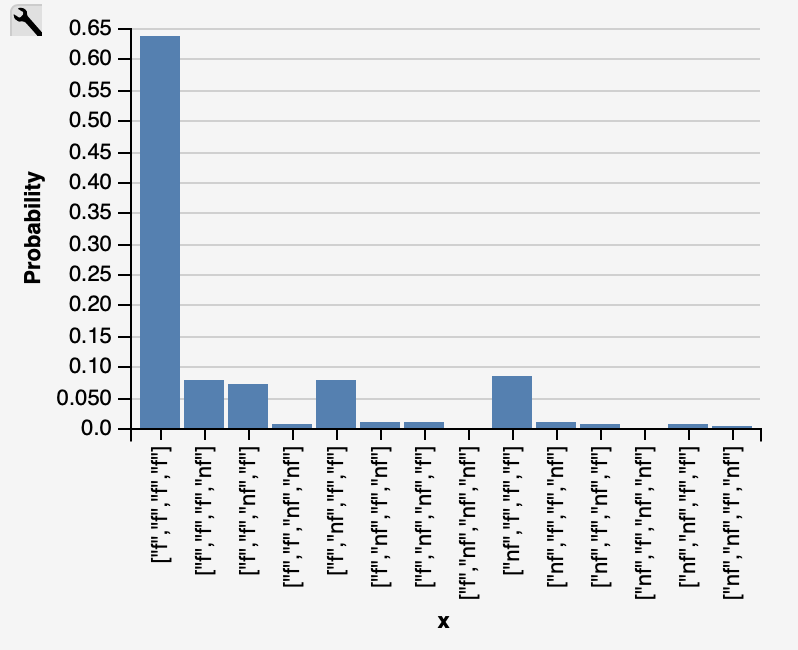 0.65
0.60
0.55
0.50
0.45
0.40
0.35
0.30
0.25
0.20
0.15
0.10
0.050
0.0
Probability
["f","f","f","f"]
["f","f","f","nf"]
["f","f","nf","f"]
["f","f","nf","nf"]
["f","nf","f","f"]
["f","nf","f","nf"]
["f","nf","nf","f"]
["f","nf","nf","nf"]
["nf","f","f","f"]
["nf","f","f","nf"]
["nf","f","nf","f"]
["nf","f","nf","nf"]
["nf","nf","f","f"]
["nf","nf","f","nf"]
x